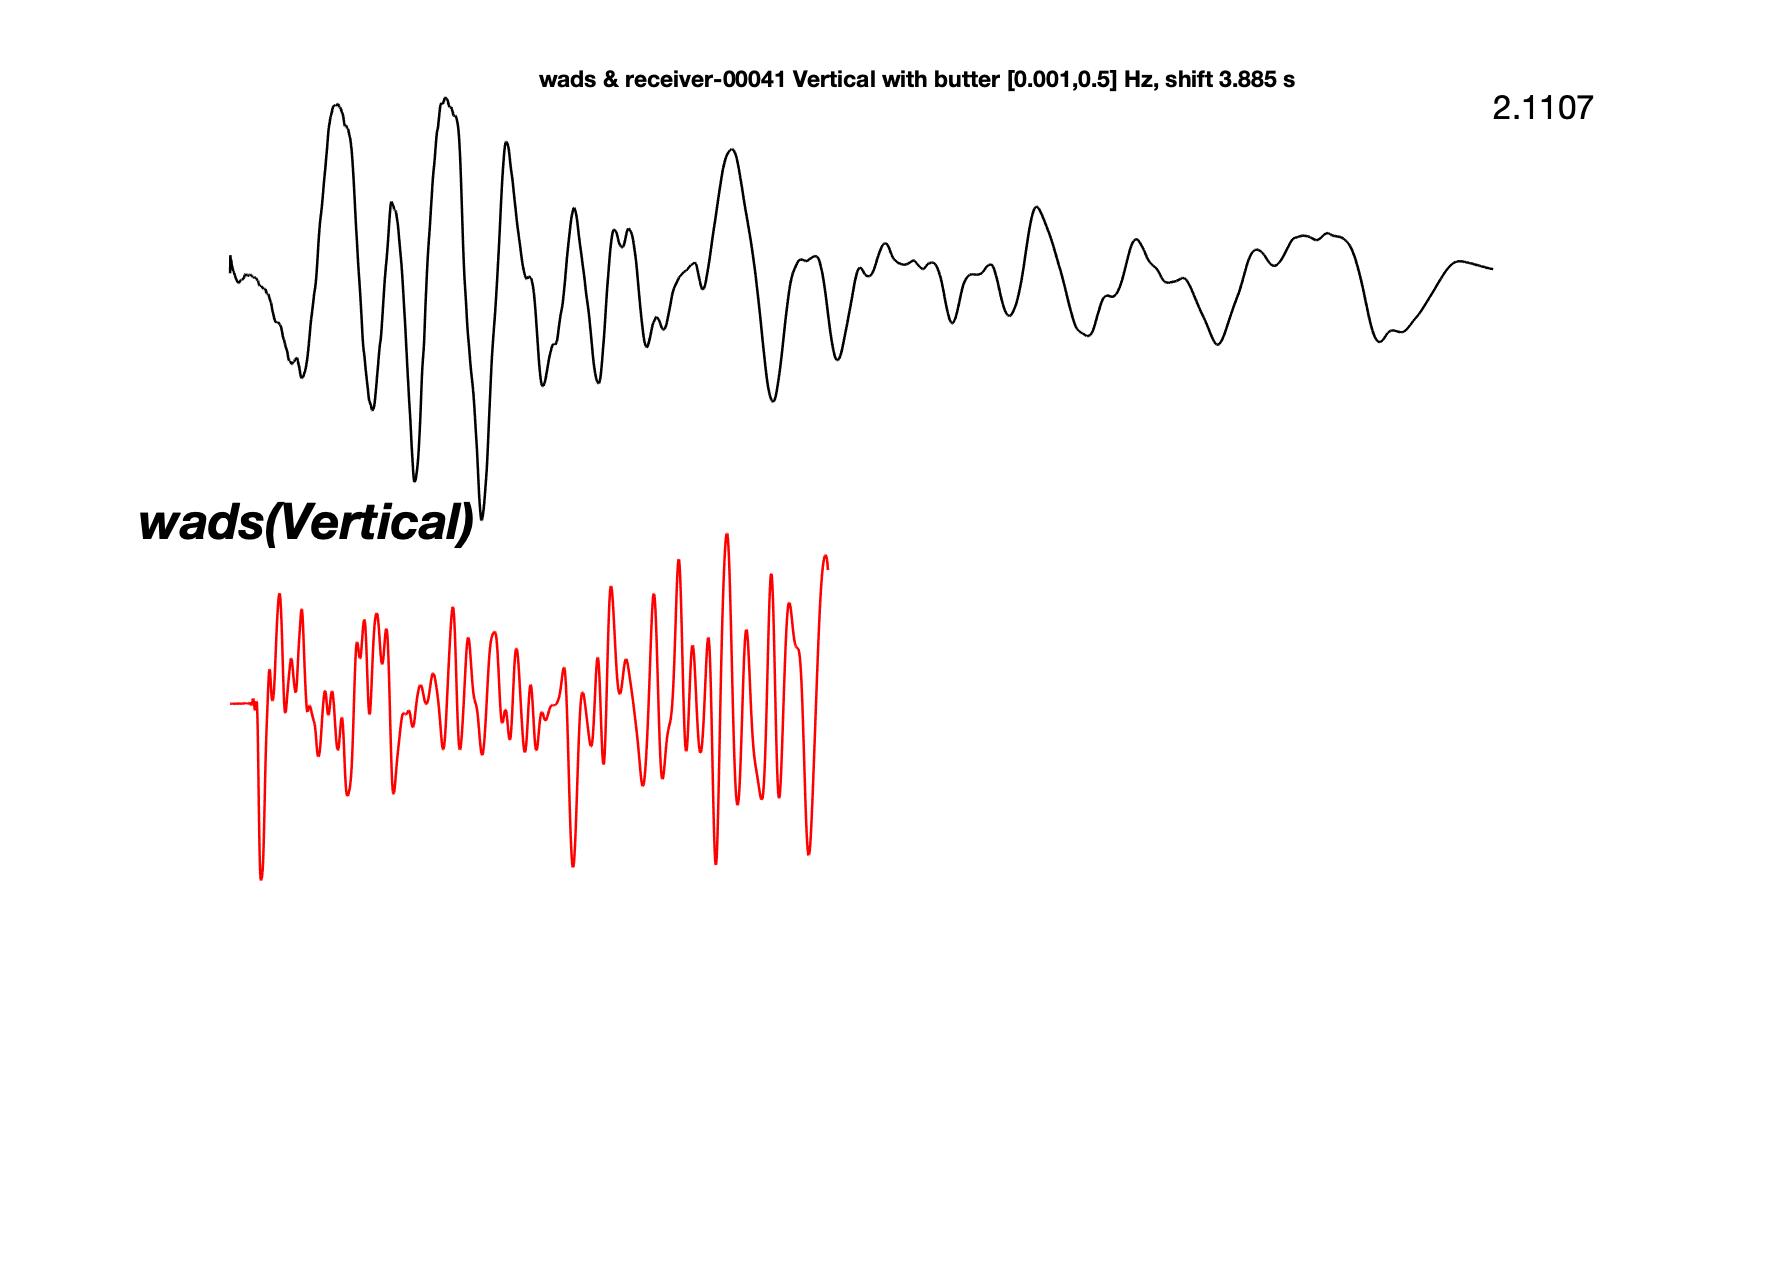 wads & receiver-00041 Vertical with butter [0.001,0.5] Hz, shift 3.885 s
2.1107
wads(Vertical)